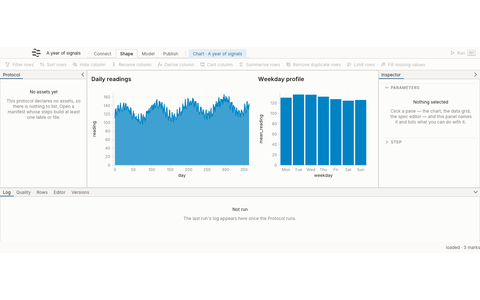 A year of signals
Connect Shape Model Publish Chart · A year of signals Run
Filter rows Sort rows Hide column Rename column Derive column Cast column Summarise rows Remove duplicate rows Limit rows Fill missing values
Protocol
No assets yet
This protocol declares no assets, so
there is nothing to list. Open a
manifest whose steps build at least
one table or file.
Daily readings
reading
160
140
120
100
80
60
40
20
0
0 50 100 150 200 250 300 350
day
Weekday profile
mean_reading
120
100
80
60
40
20
0
Mon Tue Wed Thu Fri Sat Sun
weekday
Inspector
PARAMETERS
Nothing selected
Click a pane — the chart, the data grid,
the spec editor — and this panel names
it and lists what you can do with it.
STEP
Log Quality Rows Editor Versions
Not run
The last run's log appears here once the Protocol runs.
loaded · 3 marks